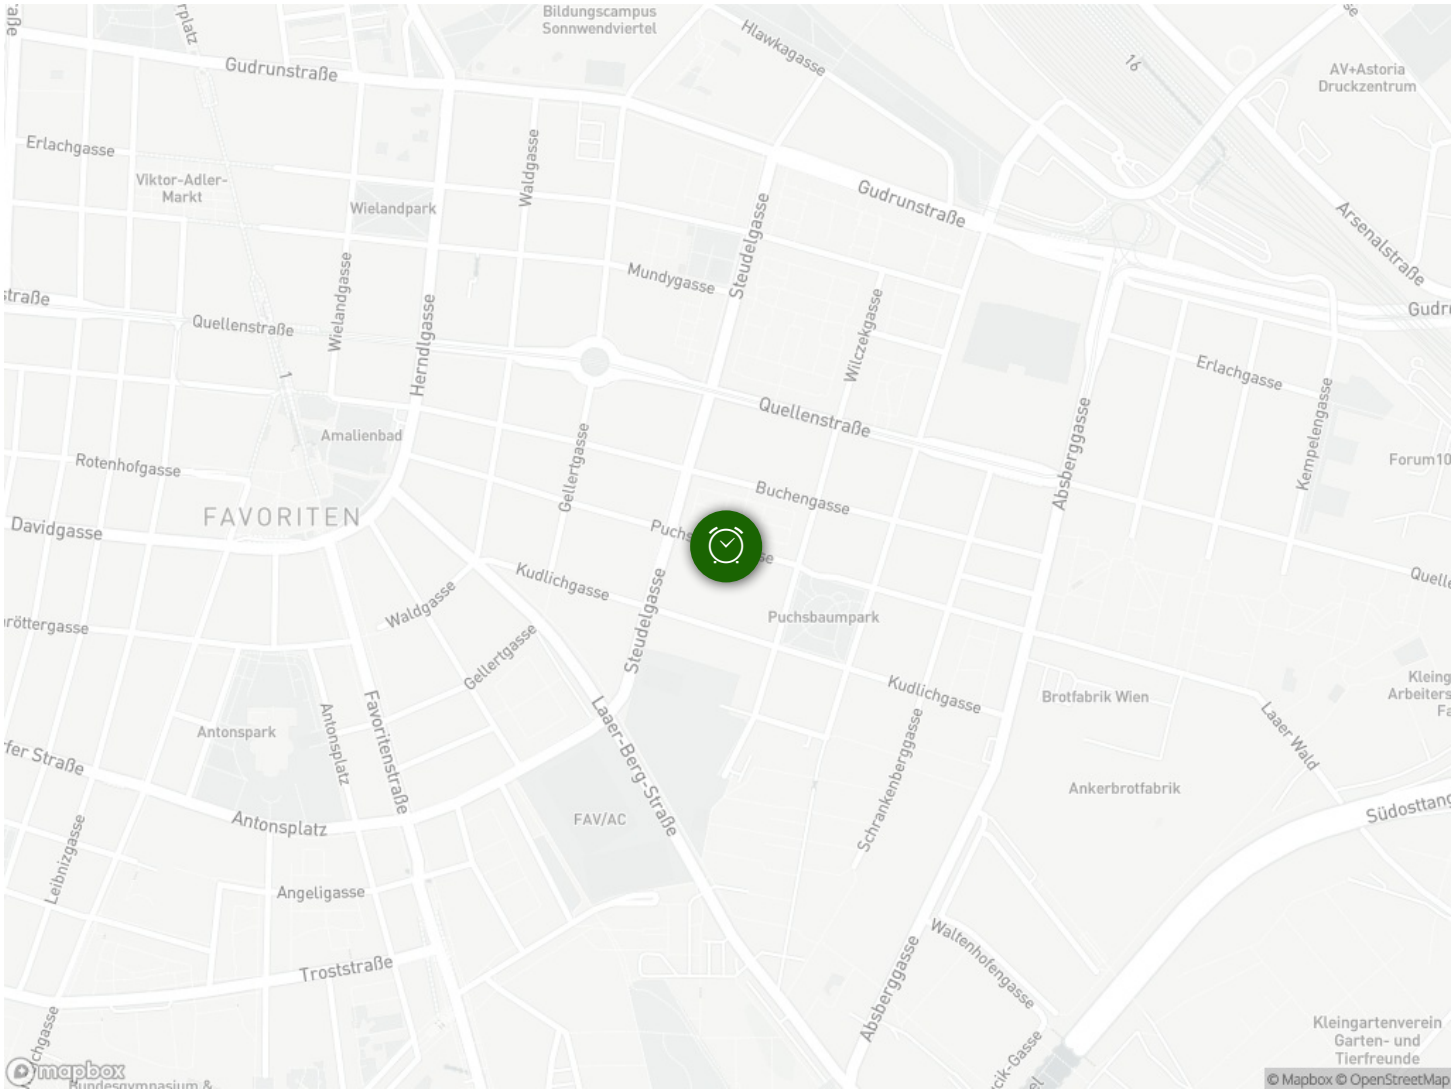 Bildungscampus
Sonnwendviertel
Hlawkagasse
16
AV+Astoria
Druckzentrum
Gudrunstraße
Erlachgasse
Viktor-Adler-
Markt
Wielandpark
Waldgasse
Steudelgasse
Gudrunstraße
Arsenalstraße
Mundygasse
Wielandgasse
Herndlgasse
Quellenstraße
Wilczekgasse
Erlachgasse
1
Quellenstraße
Absberggasse
Kempelengasse
Amalienbad
Rotenhofgasse
Gellertgasse
Buchengasse
FAVORITEN
Davidgasse
Kudlichgasse
Waldgasse
Steudelgasse
Puchsbaumpark
Gellertgasse
Kudlichgasse
Brotfabrik Wien
Antonspark
Antonsplatz
Favoritenstraße
Laaer-Berg-Straße
Schrankenberggasse
Laaer Wald
Ankerbrotfabrik
FAV/AC
Antonsplatz
Leibnizgasse
Angeligasse
Troststraße
Absberggasse
Waltenhofengasse
Kleingartenverein
Garten- und
Tierfreunde
mapbox
© Mapbox © OpenStreetMap